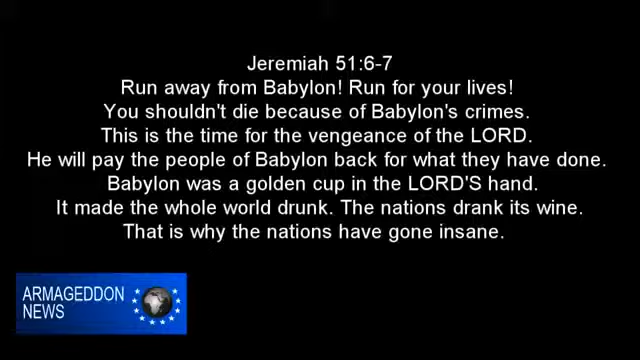 Jeremiah 51:6-7
Run away from Babylon! Run for your lives!
You shouldn't die because of Babylon's crimes.
This is the time for the vengeance of the LORD.
He will pay the people of Babylon back for what they have done.
Babylon was a golden cup in the LORD'S hand.
It made the whole world drunk. The nations drank its wine.
That is why the nations have gone insane.
ARMAGEDDON
NEWS